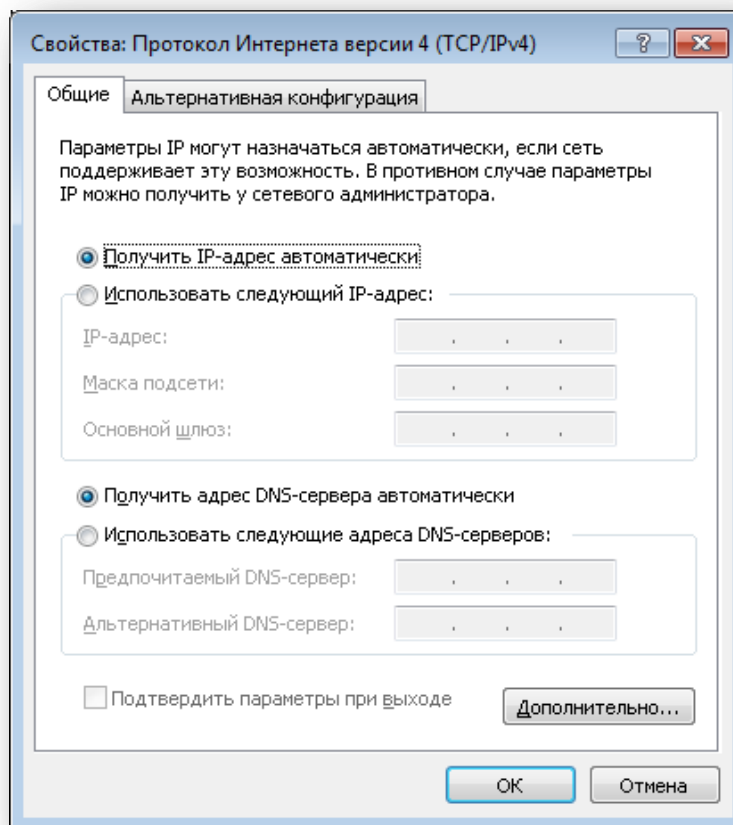 Свойства: Протокол Интернета версии 4 (TCP/IPv4)
?
Общие
Альтернативная конфигурация
Параметры IP могут назначаться автоматически, если сеть
поддерживает эту возможность. В противном случае параметры
IP можно получить у сетевого администратора.
Получить IP-адрес автоматически
Использовать следующий IP-адрес:
IP-адрес:
Маска подсети:
Основной шлюз:
Получить адрес DNS-сервера автоматически
Использовать следующие адреса DNS-серверов:
Предпочитаемый DNS-сервер:
Альтернативный DNS-сервер:
Подтвердить параметры при выходе
Дополнительно...
ОК
Отмена